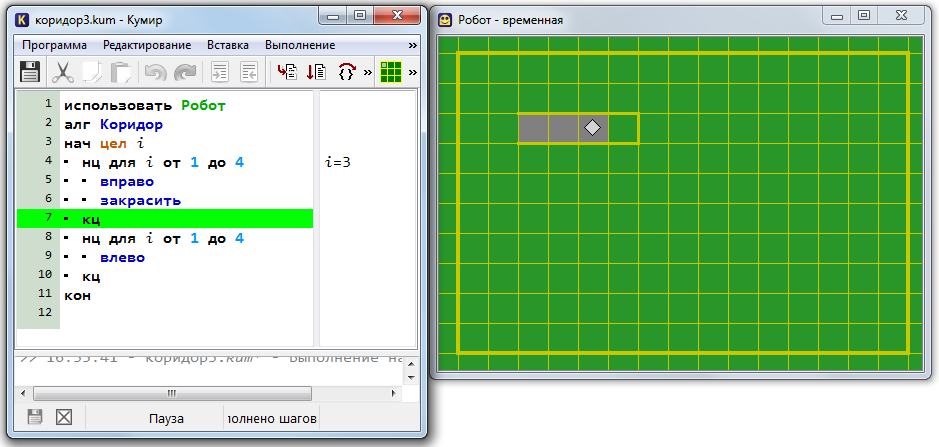 коридор3.kum - Кумир
Программа Редактирование Вставка Выполнение »
» »
1 использовать Робот
2 алг Коридор
3 нач цел i
4 нц для i от 1 до 4 i=3
5 вправо
6 закрасить
7 кц
8 нц для i от 1 до 4
9 влево
10 кц
11 кон
12
>> 16:55:41 - коридор3.kum* - Выполнение на
Пауза
олнено шагов
Робот - временная